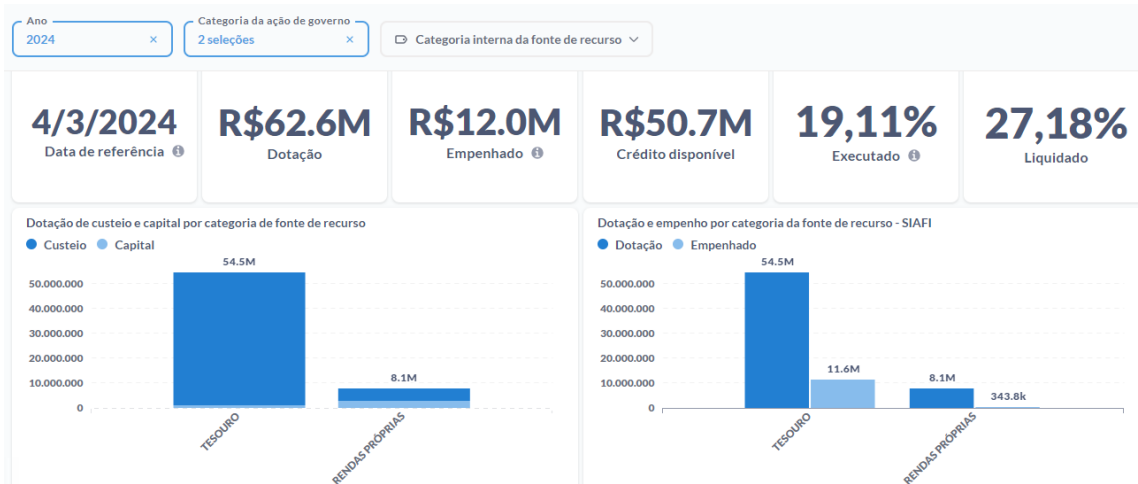 Ano
2024 ×
Categoria da ação de governo
2 seleções ×
Categoria interna da fonte de recurso
4/3/2024
Data de referência
R$62.6M
Dotação
R$12.0M
Empenhado
R$50.7M
Crédito disponível
19,11%
Executado
27,18%
Liquidado
Dotação de custeio e capital por categoria de fonte de recurso
Custeio Capital
54.5M
50.000.000
40.000.000
30.000.000
20.000.000
10.000.000
0
8.1M
TESOURO
RENDAS PRÓPRIAS
Dotação e empenho por categoria da fonte de recurso - SIAFI
Dotação Empenhado
54.5M
50.000.000
40.000.000
30.000.000
20.000.000
10.000.000
0
11.6M
8.1M
343.8k
TESOURO
RENDAS PRÓPRIAS